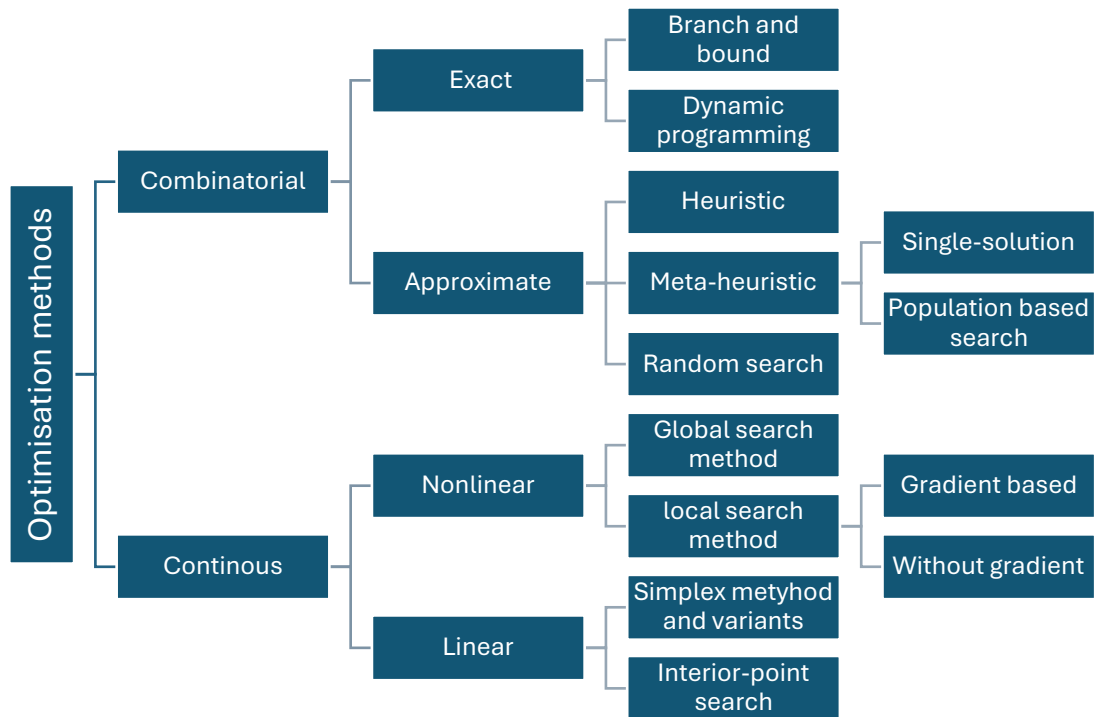 Optimisation methods
Combinatorial
Exact
Branch and
bound
Dynamic
programming
Approximate
Heuristic
Meta-heuristic
Single-solution
Population based
search
Random search
Continous
Nonlinear
Global search
method
local search
method
Gradient based
Without gradient
Linear
Simplex metyhod
and variants
Interior-point
search